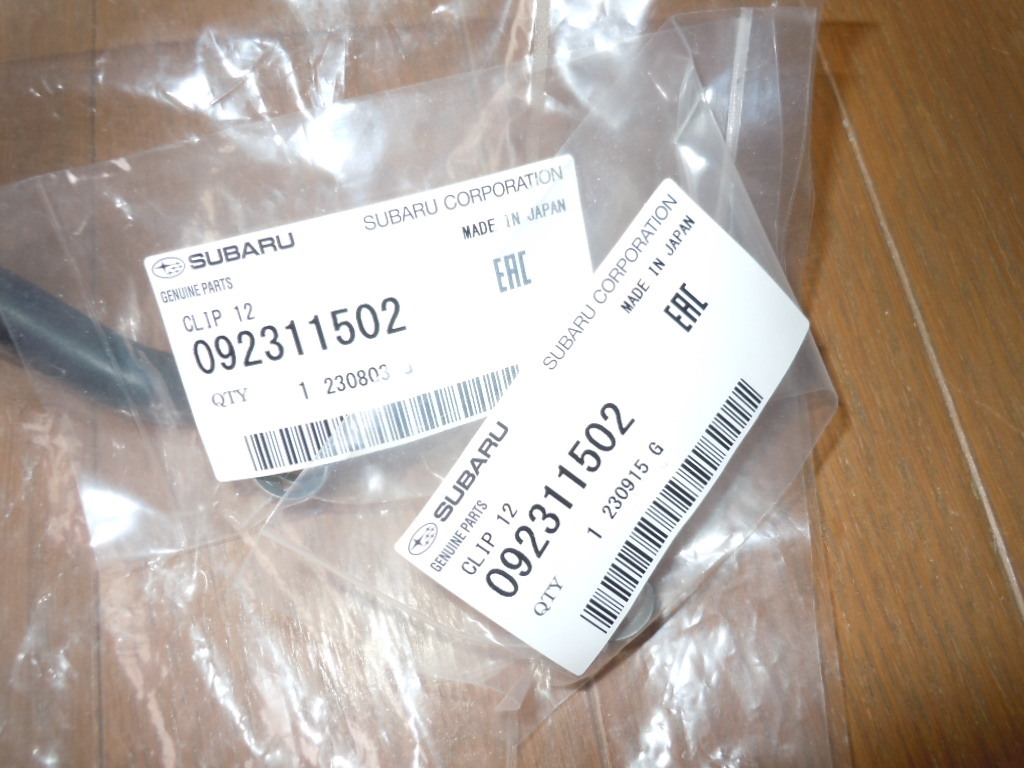 SUBARU SUBARU CORPORATION
GENUINE PARTS MADE IN JAPAN
CLIP 12 EAC
092311502
QTY 1 230803
SUBARU SUBARU CORPORATION
GENUINE PARTS MADE IN JAPAN
CLIP 12 EAC
092311502
QTY 1 230915 G